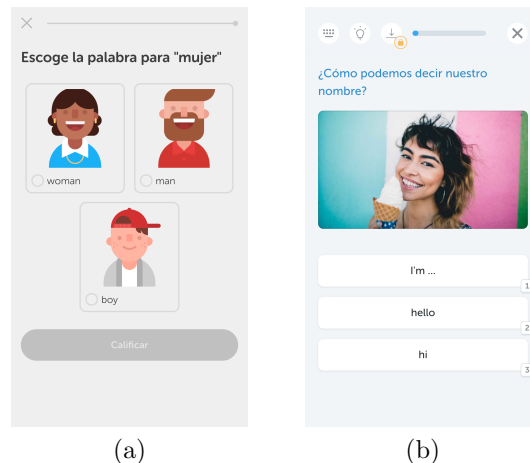 Escoge la palabra para "mujer"
woman
man
boy
Calificar
(a)
¿Cómo podemos decir nuestro
nombre?
I'm ...
1
hello
2
hi
3
(b)